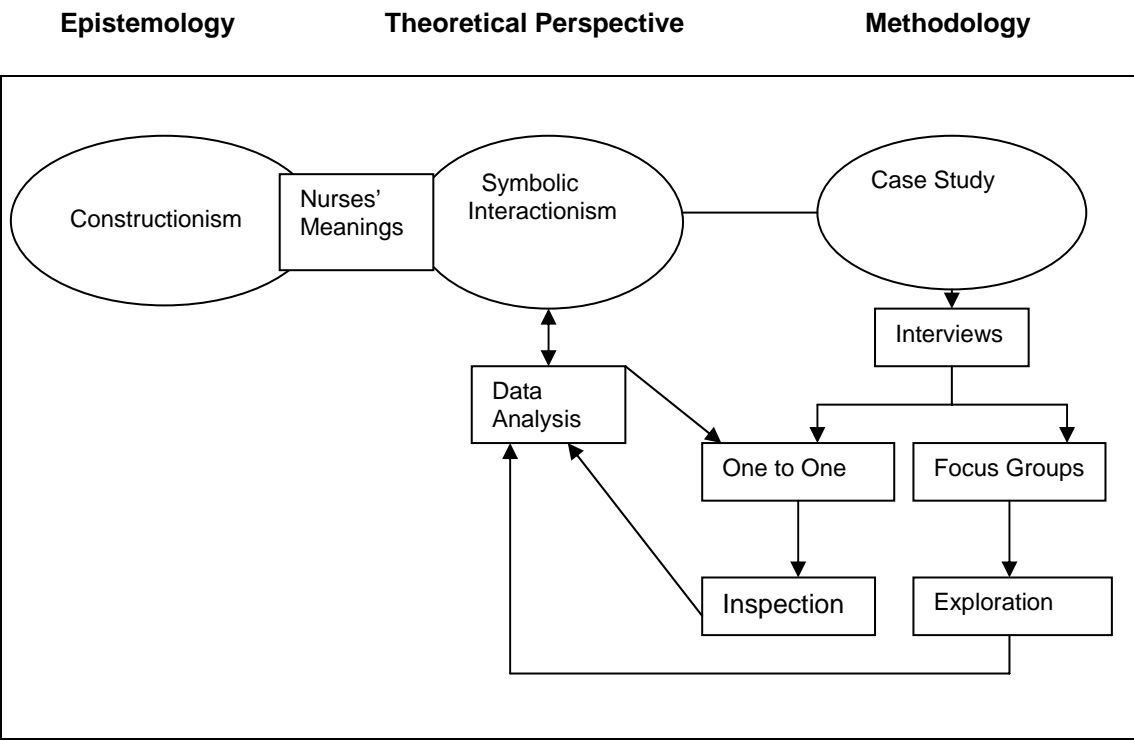 Epistemology
Theoretical Perspective
Methodology
Constructionism
Nurses’
Meanings
Symbolic
Interactionism
Case Study
Interviews
Data
Analysis
One to One
Focus Groups
Inspection
Exploration